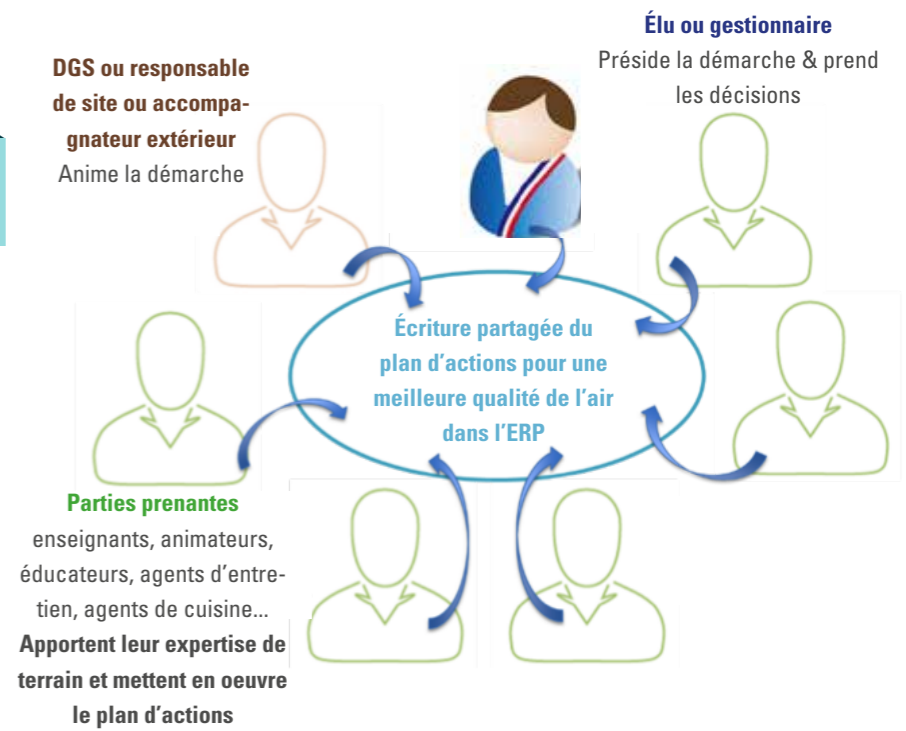 Élu ou gestionnaire
Préside la démarche & prend
les décisions
DGS ou responsable
de site ou accompa-
gnateur extérieur
Anime la démarche
Écriture partagée du
plan d'actions pour une
meilleure qualité de l'air
dans l'ERP
Parties prenantes
enseignants, animateurs,
éducateurs, agents d'entre-
tien, agents de cuisine...
Apportent leur expertise de
terrain et mettent en oeuvre
le plan d'actions